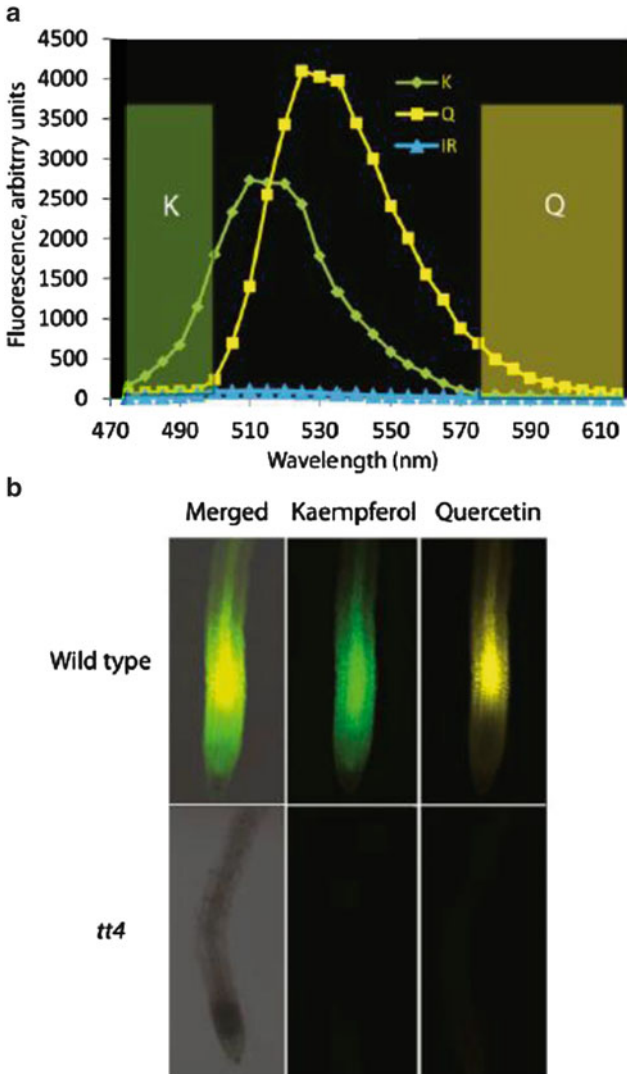 a
4500
4000
3500
3000
2500
2000
1500
1000
500
0
Fluorescence, arbitrry units
K
Q
IR
K
Q
470 490 510 530 550 570 590 610
Wavelength (nm)
b
Merged Kaempferol Quercetin
Wild type
tt4